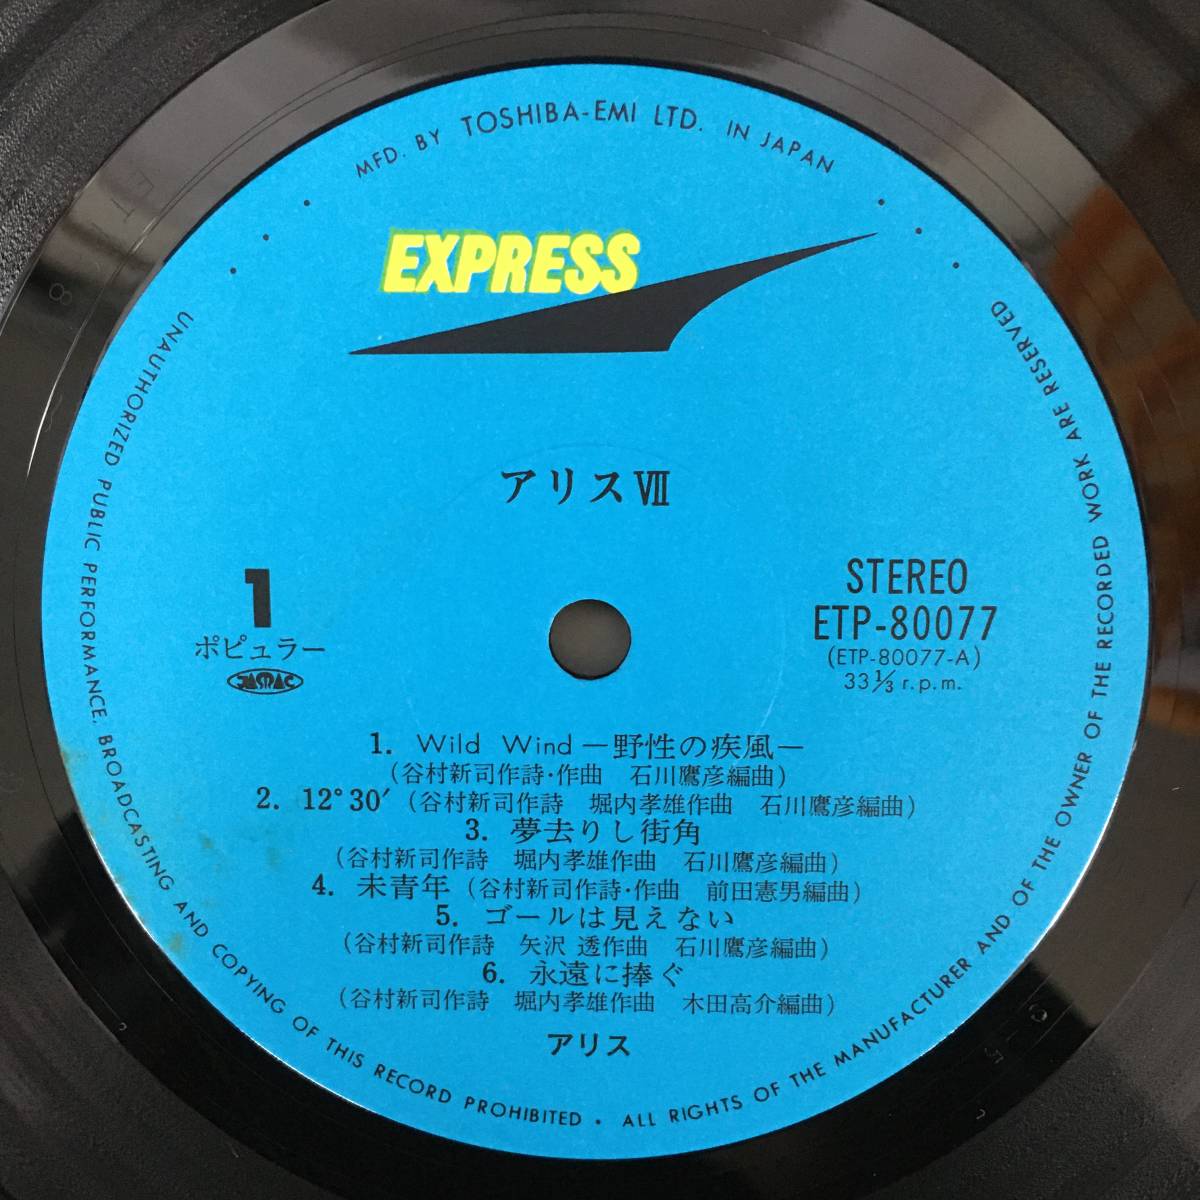 MFD. BY TOSHIBA-EMI LTD. IN JAPAN
EXPRESS
アリスⅦ
1
ポピュラー
JASRAC
STEREO
ETP-80077
(ETP-80077-A)
33⅓ r.p.m.
1. Wild Wind —野性の疾風—
(谷村新司作詩・作曲 石川鷹彦編曲)
2. 12°30′ (谷村新司作詩 堀内孝雄作曲 石川鷹彦編曲)
3. 夢去りし街角
(谷村新司作詩 堀内孝雄作曲 石川鷹彦編曲)
4. 未青年 (谷村新司作詩・作曲 前田憲男編曲)
5. ゴールは見えない
(谷村新司作詩 矢沢 透作曲 石川鷹彦編曲)
6. 永遠に捧ぐ
(谷村新司作詩 堀内孝雄作曲 木田高介編曲)
アリス
UNAUTHORIZED PUBLIC PERFORMANCE, BROADCASTING AND COPYING OF THIS RECORD PROHIBITED • ALL RIGHTS OF THE MANUFACTURER AND OF THE OWNER OF THE RECORDED WORK ARE RESERVED